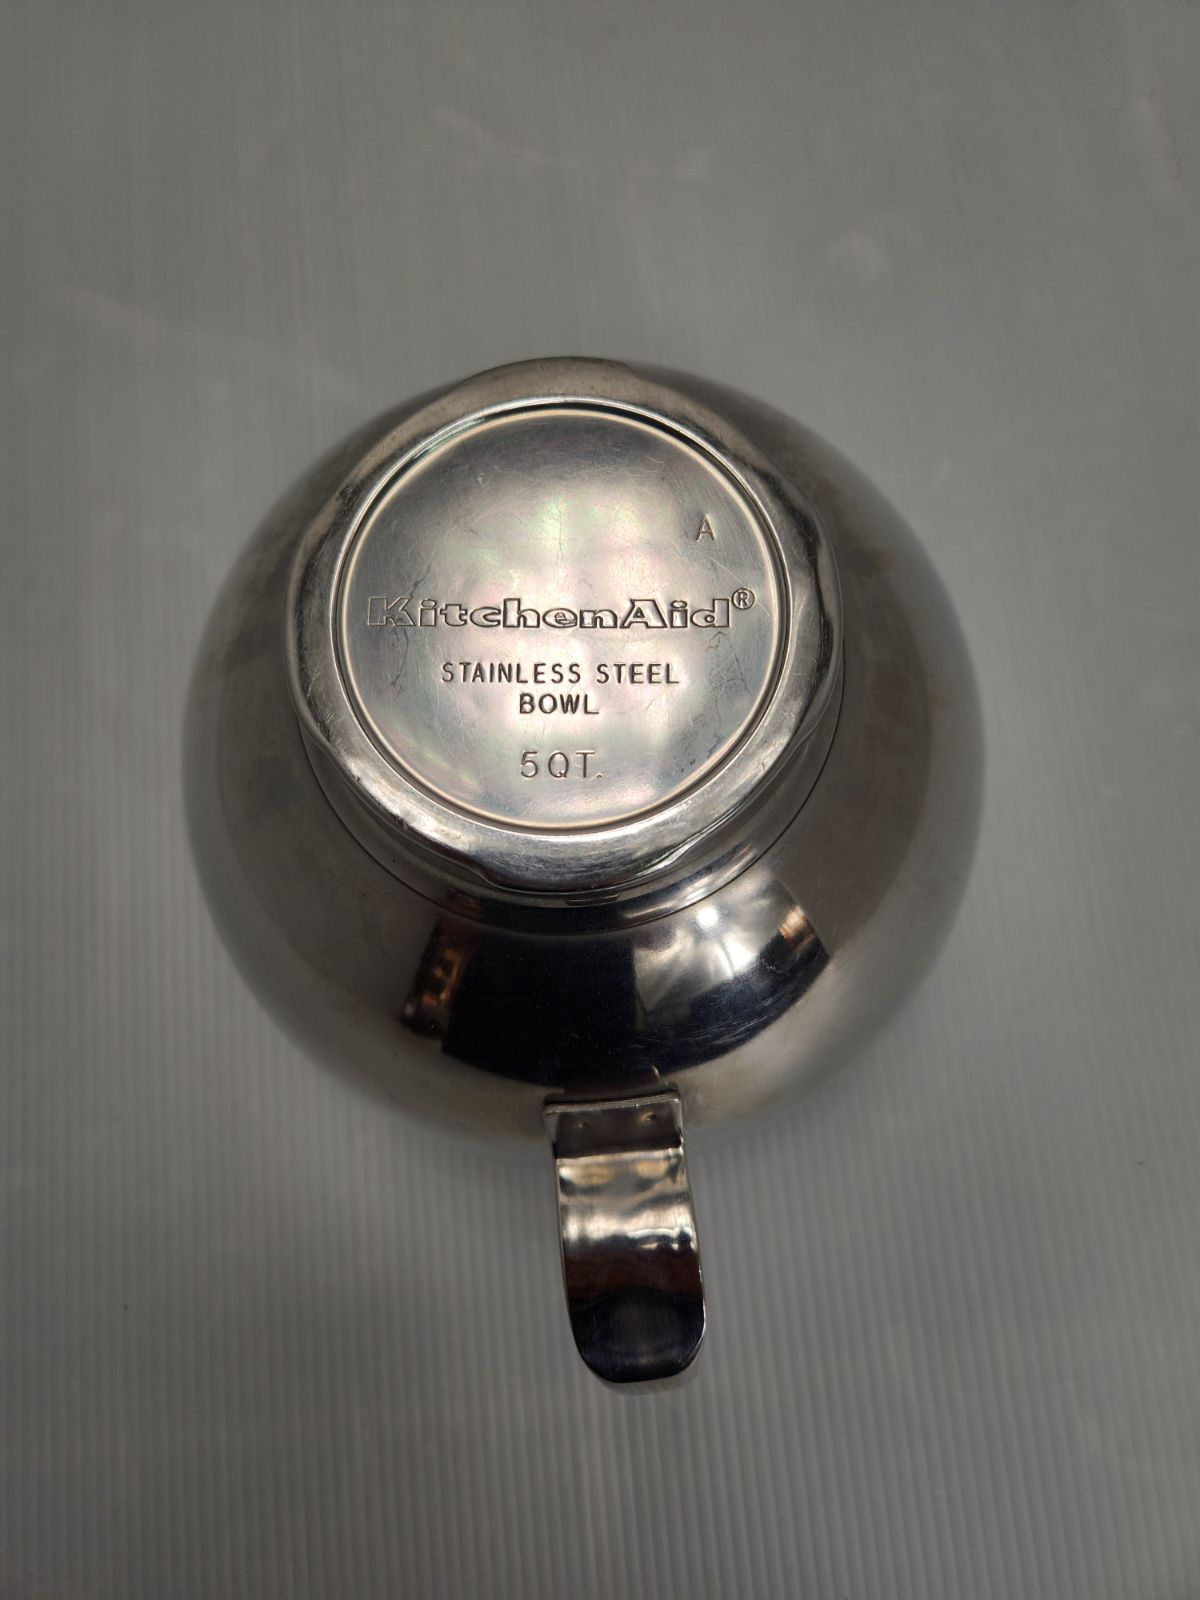 A
KitchenAid®
STAINLESS STEEL
BOWL
5QT.